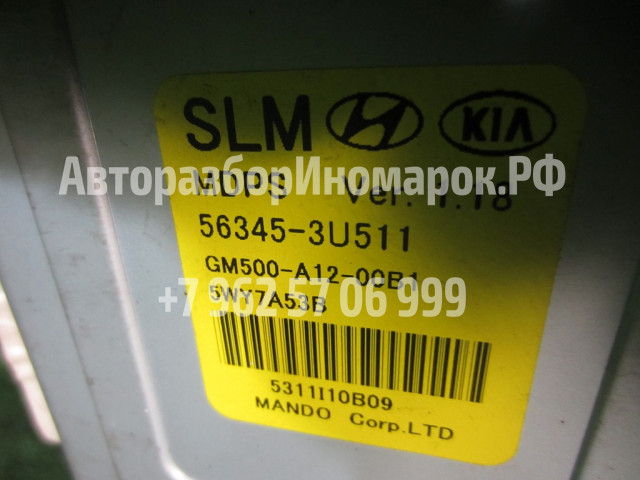 SLM KIA
АвторазборИномарок.РФ
MDPS Ver. 1.18
56345-3U511
GM500-A12-00B1
+7 962 57 06 999
5WY7A53B
5311I10B09
MANDO Corp.LTD